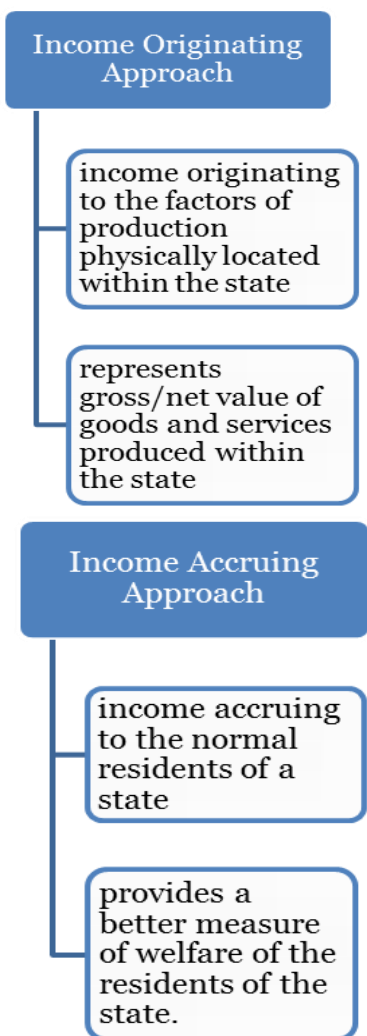 Income Originating
Approach
income originating
to the factors of
production
physically located
within the state
represents
gross/net value of
goods and services
produced within
the state
Income Accruing
Approach
income accruing
to the normal
residents of a
state
provides a
better measure
of welfare of the
residents of the
state.